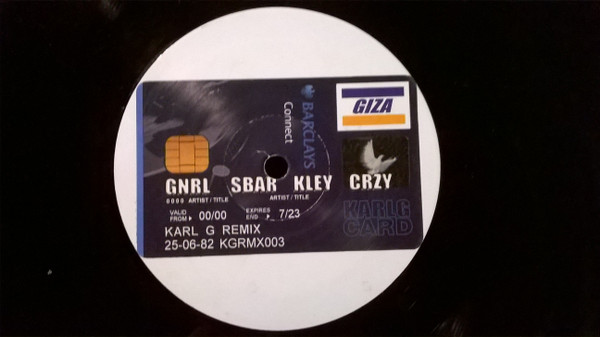 BARCLAYS
Connect
GIZA
GNRL SBAR KLEY CRZY
0000 ARTIST / TITLE ARTIST / TITLE
VALID FROM 00/00 EXPIRES END 7/23
KARLG
CARD
KARL G REMIX
25-06-82 KGRMX003